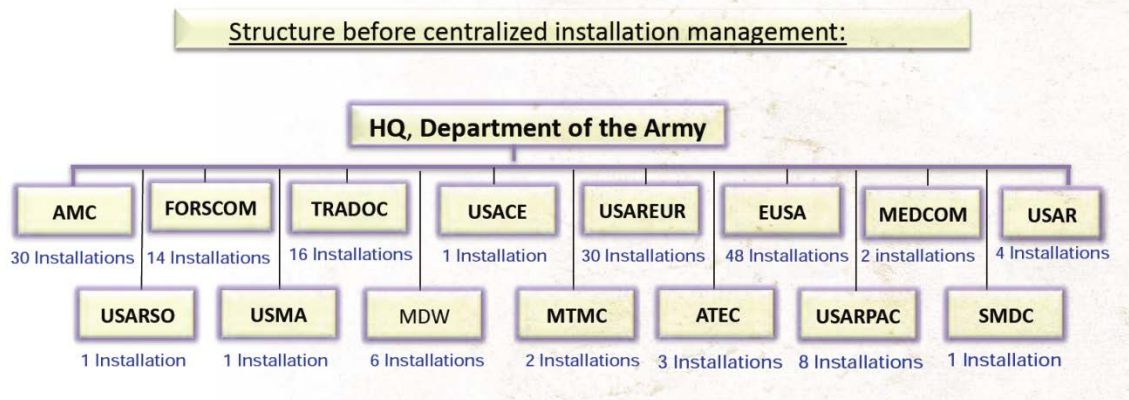 Structure before centralized installation management:
HQ, Department of the Army
AMC
FORSCOM
TRADOC
USACE
USAREUR
EUSA
MEDCOM
USAR
30 Installations
14 Installations
16 Installations
1 Installation
30 Installations
48 Installations
2 installations
4 Installations
USARSO
USMA
MDW
MTMC
ATEC
USARPAC
SMDC
1 Installation
1 Installation
6 Installations
2 Installations
3 Installations
8 Installations
1 Installation